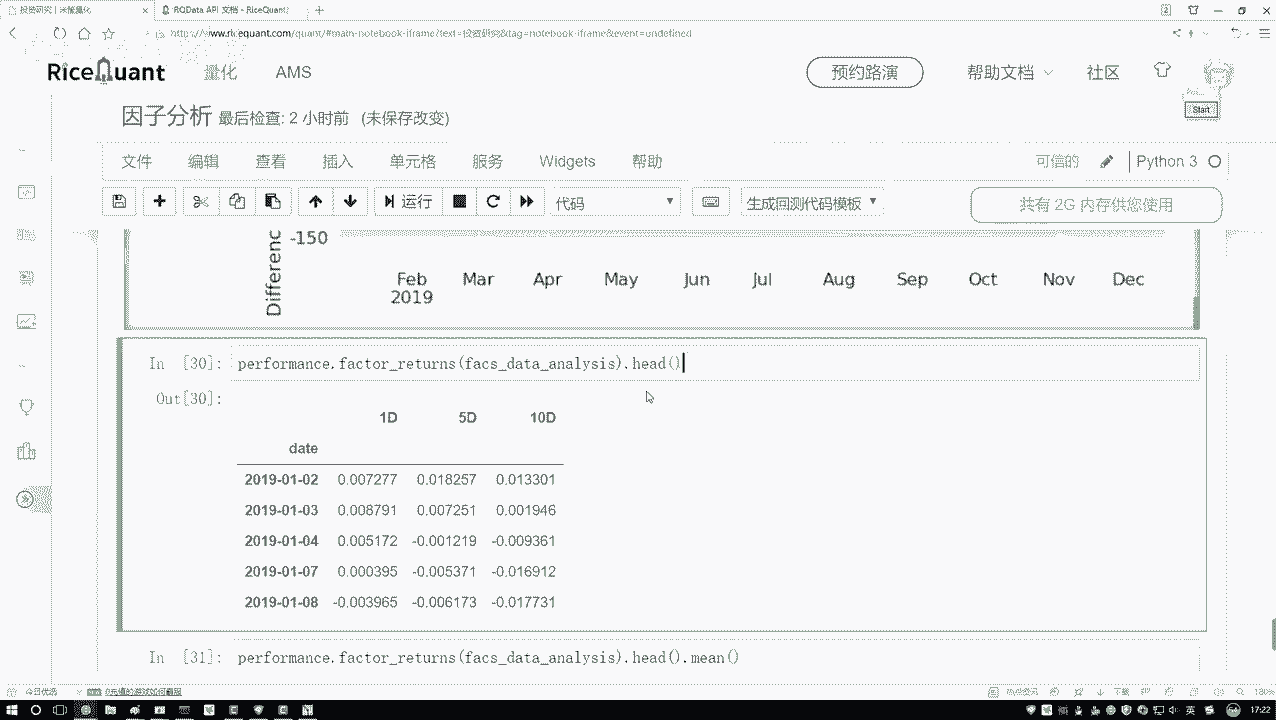 投资研究 | 米筐量化
RQData API 文档 - RiceQuant
https://www.ricequant.com/quant/#main-notebook-iframe?text=投资研究&tag=notebook-iframe&event=undefined
RiceQuant 量化 AMS 预约路演 帮助文档 社区
Start
因子分析 最后检查: 2 小时前 (未保存改变)
文件 编辑 查看 插入 单元格 服务 Widgets 帮助 可信的 Python 3
运行 代码 生成回测代码模板 共有 2G 内存供您使用
Differenc
-150
Feb Mar Apr May Jun Jul Aug Sep Oct Nov Dec
2019
In [30]: performance.factor_returns(facs_data_analysis).head()
Out[30]:
1D 5D 10D
date
2019-01-02 0.007277 0.018257 0.013301
2019-01-03 0.008791 0.007251 0.001946
2019-01-04 0.005172 -0.001219 -0.009361
2019-01-07 0.000395 -0.005371 -0.016912
2019-01-08 -0.003965 -0.006173 -0.017731
In [31]: performance.factor_returns(facs_data_analysis).head().mean()
今日优选
下载
英
17:22